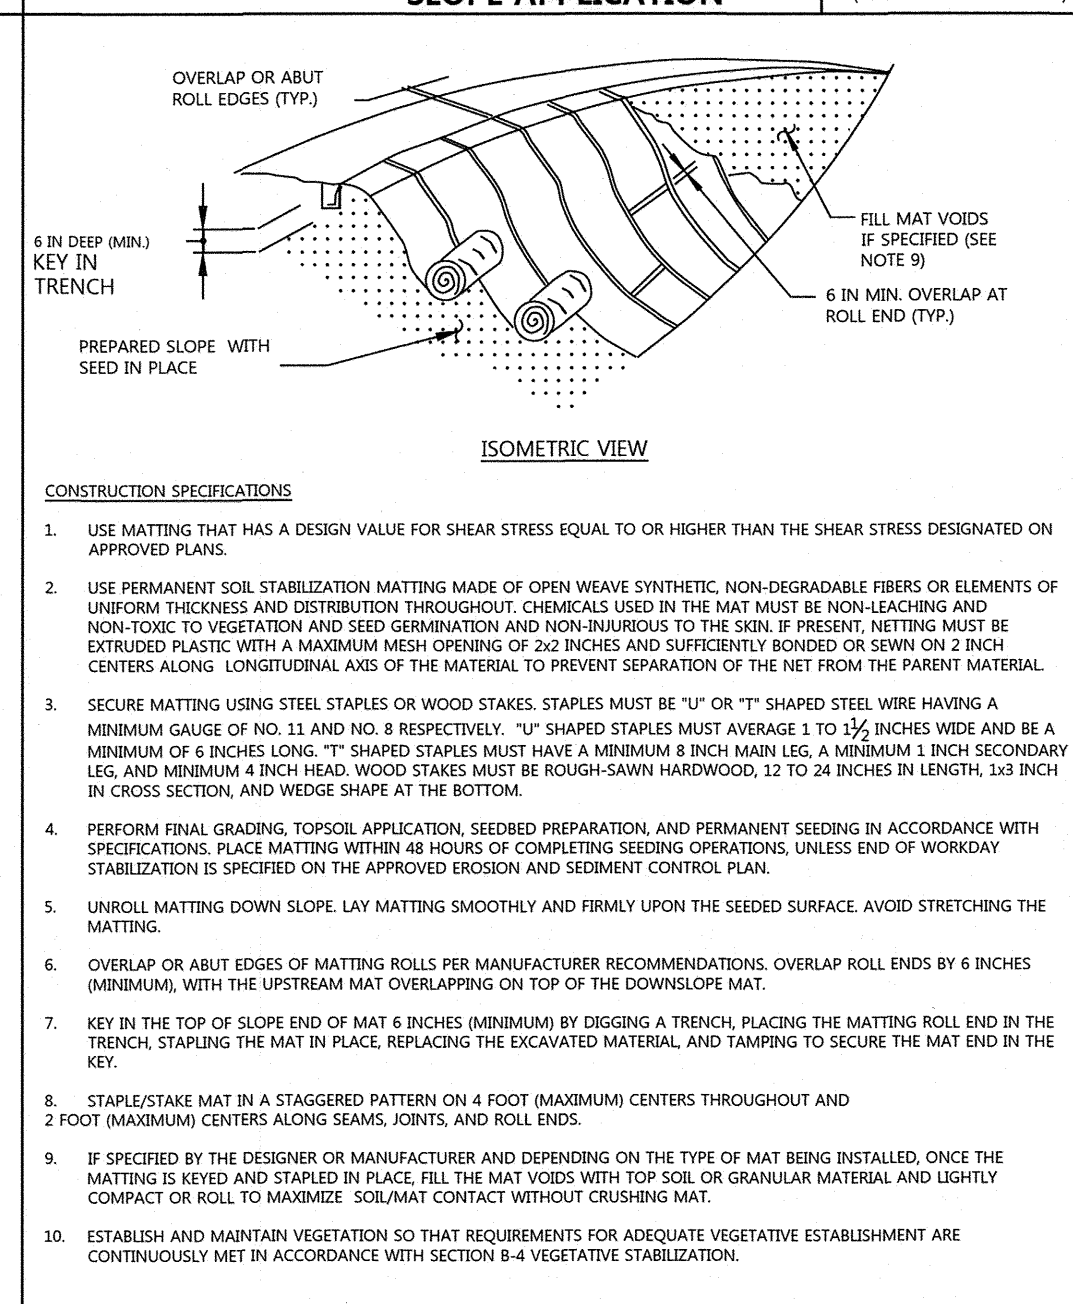 OVERLAP OR ABUT
ROLL EDGES (TYP.)
6 IN DEEP (MIN.)
KEY IN
TRENCH
FILL MAT VOIDS
IF SPECIFIED (SEE
NOTE 9)
6 IN MIN. OVERLAP AT
ROLL END (TYP.)
PREPARED SLOPE WITH
SEED IN PLACE
ISOMETRIC VIEW
CONSTRUCTION SPECIFICATIONS
1. USE MATTING THAT HAS A DESIGN VALUE FOR SHEAR STRESS EQUAL TO OR HIGHER THAN THE SHEAR STRESS DESIGNATED ON
APPROVED PLANS.
2. USE PERMANENT SOIL STABILIZATION MATTING MADE OF OPEN WEAVE SYNTHETIC, NON-DEGRADABLE FIBERS OR ELEMENTS OF
UNIFORM THICKNESS AND DISTRIBUTION THROUGHOUT. CHEMICALS USED IN THE MAT MUST BE NON-LEACHING AND
NON-TOXIC TO VEGETATION AND SEED GERMINATION AND NON-INJURIOUS TO THE SKIN. IF PRESENT, NETTING MUST BE
EXTRUDED PLASTIC WITH A MAXIMUM MESH OPENING OF 2x2 INCHES AND SUFFICIENTLY BONDED OR SEWN ON 2 INCH
CENTERS ALONG LONGITUDINAL AXIS OF THE MATERIAL TO PREVENT SEPARATION OF THE NET FROM THE PARENT MATERIAL.
3. SECURE MATTING USING STEEL STAPLES OR WOOD STAKES. STAPLES MUST BE "U" OR "T" SHAPED STEEL WIRE HAVING A
MINIMUM GAUGE OF NO. 11 AND NO. 8 RESPECTIVELY. "U" SHAPED STAPLES MUST AVERAGE 1 TO 1½ INCHES WIDE AND BE A
MINIMUM OF 6 INCHES LONG. "T" SHAPED STAPLES MUST HAVE A MINIMUM 8 INCH MAIN LEG, A MINIMUM 1 INCH SECONDARY
LEG, AND MINIMUM 4 INCH HEAD. WOOD STAKES MUST BE ROUGH-SAWN HARDWOOD, 12 TO 24 INCHES IN LENGTH, 1x3 INCH
IN CROSS SECTION, AND WEDGE SHAPE AT THE BOTTOM.
4. PERFORM FINAL GRADING, TOPSOIL APPLICATION, SEEDBED PREPARATION, AND PERMANENT SEEDING IN ACCORDANCE WITH
SPECIFICATIONS. PLACE MATTING WITHIN 48 HOURS OF COMPLETING SEEDING OPERATIONS, UNLESS END OF WORKDAY
STABILIZATION IS SPECIFIED ON THE APPROVED EROSION AND SEDIMENT CONTROL PLAN.
5. UNROLL MATTING DOWN SLOPE. LAY MATTING SMOOTHLY AND FIRMLY UPON THE SEEDED SURFACE. AVOID STRETCHING THE
MATTING.
6. OVERLAP OR ABUT EDGES OF MATTING ROLLS PER MANUFACTURER RECOMMENDATIONS. OVERLAP ROLL ENDS BY 6 INCHES
(MINIMUM), WITH THE UPSTREAM MAT OVERLAPPING ON TOP OF THE DOWNSLOPE MAT.
7. KEY IN THE TOP OF SLOPE END OF MAT 6 INCHES (MINIMUM) BY DIGGING A TRENCH, PLACING THE MATTING ROLL END IN THE
TRENCH, STAPLING THE MAT IN PLACE, REPLACING THE EXCAVATED MATERIAL, AND TAMPING TO SECURE THE MAT END IN THE
KEY.
8. STAPLE/STAKE MAT IN A STAGGERED PATTERN ON 4 FOOT (MAXIMUM) CENTERS THROUGHOUT AND
2 FOOT (MAXIMUM) CENTERS ALONG SEAMS, JOINTS, AND ROLL ENDS.
9. IF SPECIFIED BY THE DESIGNER OR MANUFACTURER AND DEPENDING ON THE TYPE OF MAT BEING INSTALLED, ONCE THE
MATTING IS KEYED AND STAPLED IN PLACE, FILL THE MAT VOIDS WITH TOP SOIL OR GRANULAR MATERIAL AND LIGHTLY
COMPACT OR ROLL TO MAXIMIZE SOIL/MAT CONTACT WITHOUT CRUSHING MAT.
10. ESTABLISH AND MAINTAIN VEGETATION SO THAT REQUIREMENTS FOR ADEQUATE VEGETATIVE ESTABLISHMENT ARE
CONTINUOUSLY MET IN ACCORDANCE WITH SECTION B-4 VEGETATIVE STABILIZATION.